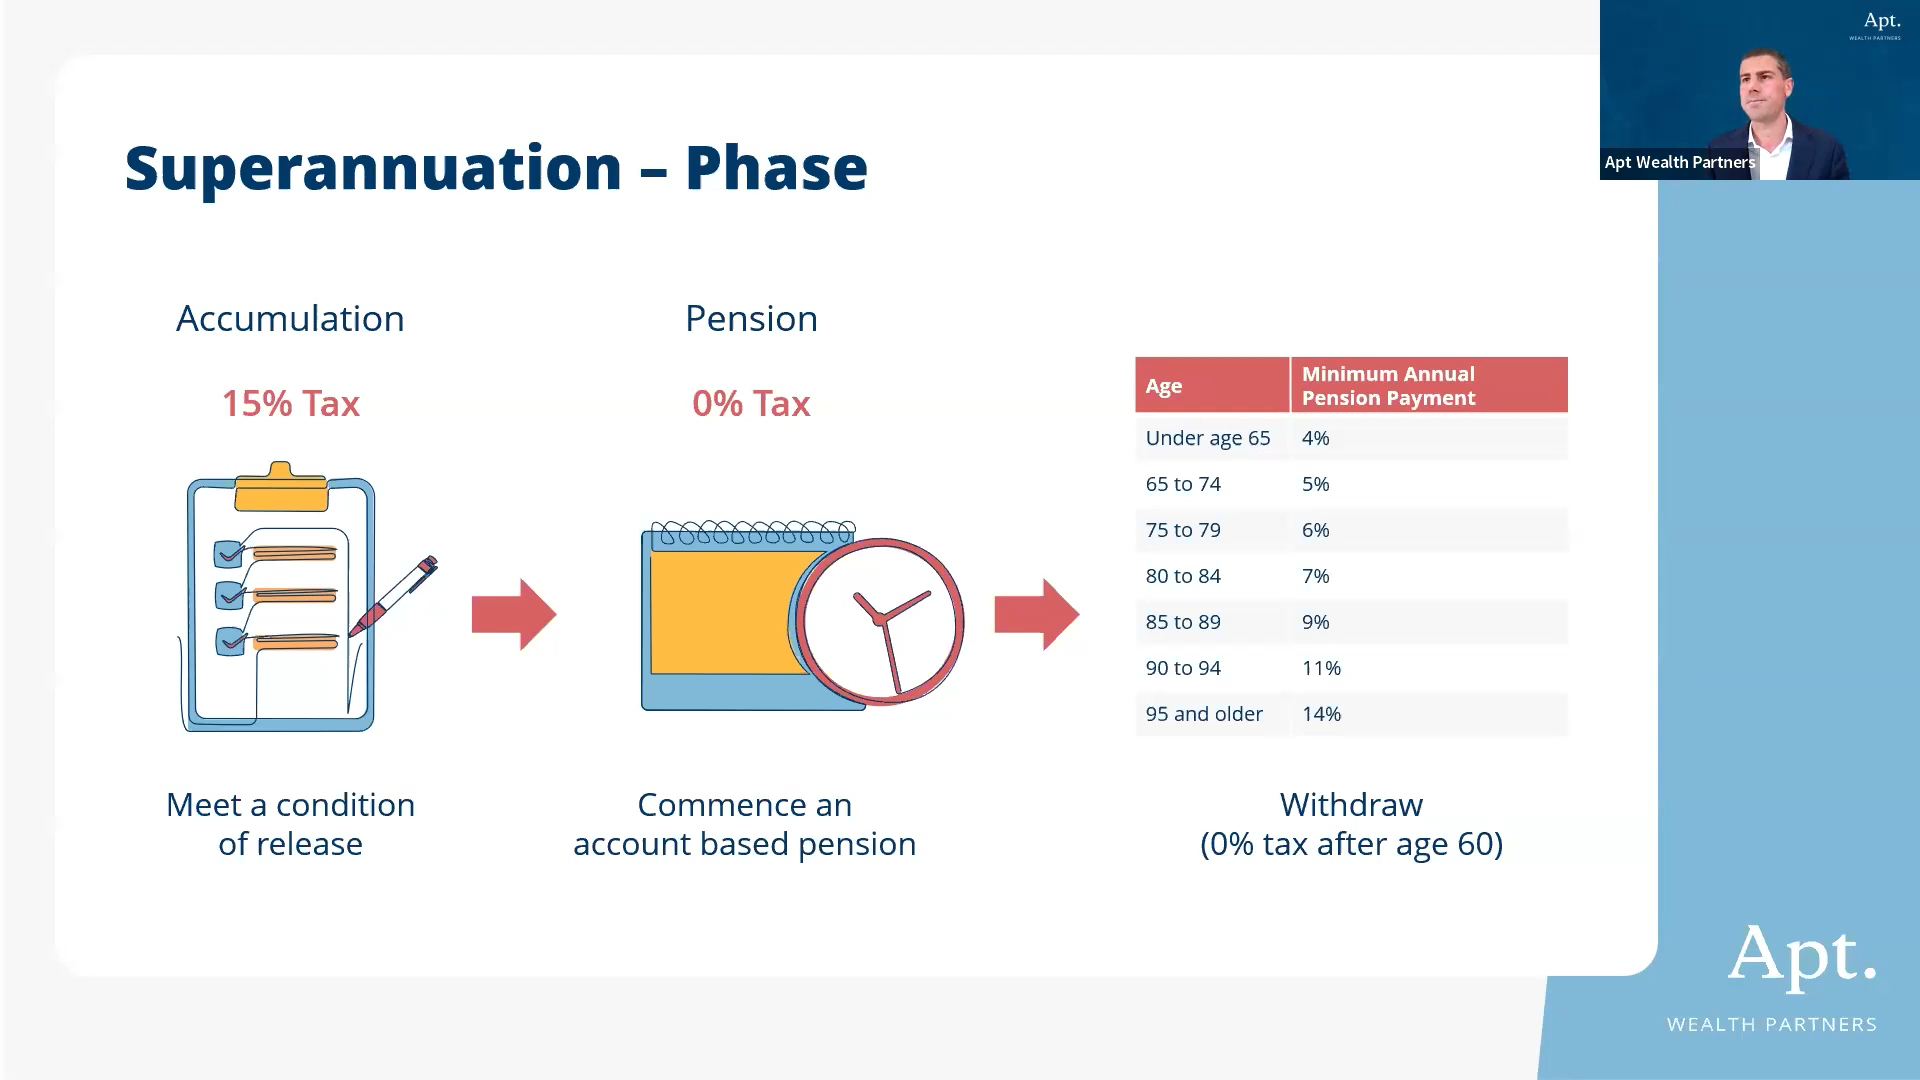 Apt.
WEALTH PARTNERS
Apt Wealth Partners
Superannuation – Phase
Accumulation
15% Tax
Meet a condition
of release
Pension
0% Tax
Commence an
account based pension
Age
Minimum Annual
Pension Payment
Under age 65 4%
65 to 74 5%
75 to 79 6%
80 to 84 7%
85 to 89 9%
90 to 94 11%
95 and older 14%
Withdraw
(0% tax after age 60)
Apt.
WEALTH PARTNERS